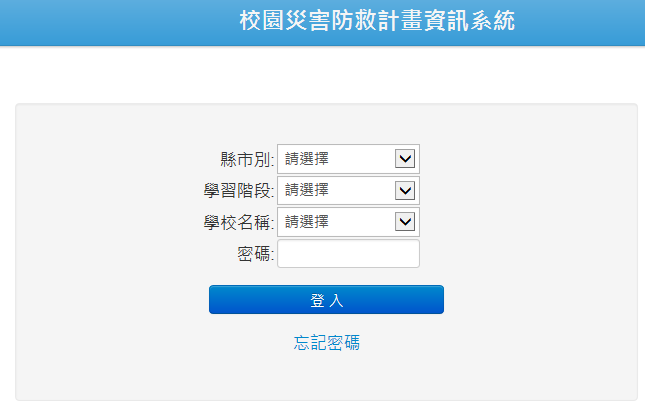 校園災害防救計畫資訊系統
縣市別: 請選擇
學習階段: 請選擇
學校名稱: 請選擇
密碼:
登 入
忘記密碼